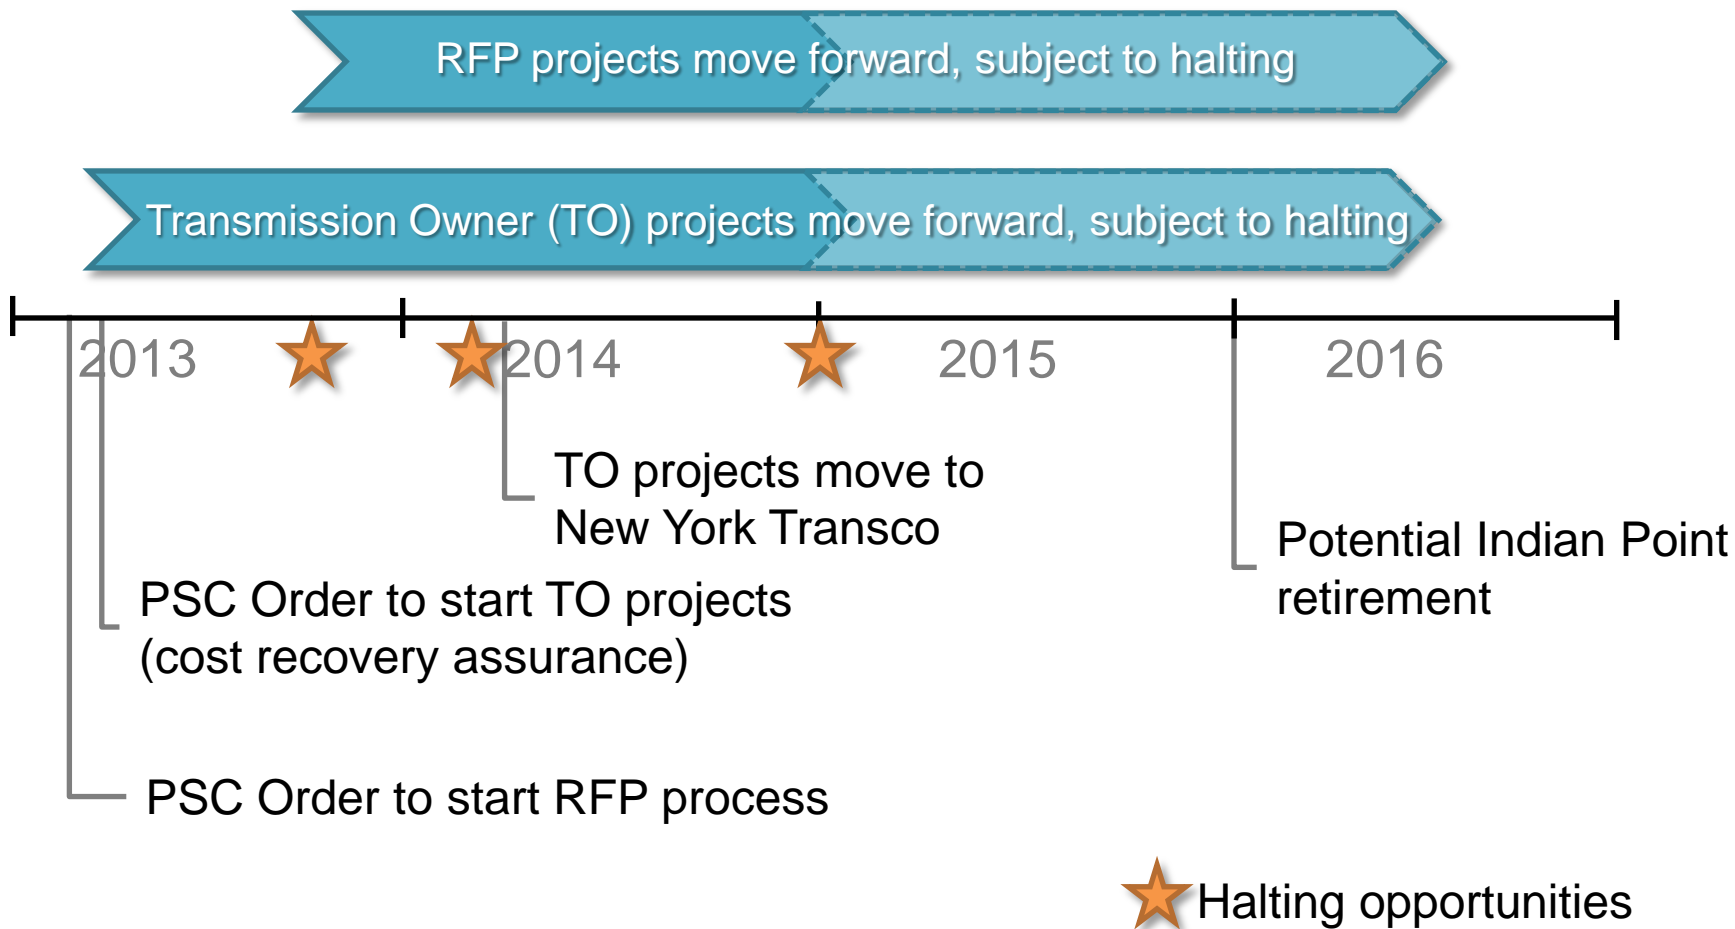 RFP projects move forward, subject to halting
Transmission Owner (TO) projects move forward, subject to halting
2013
2014
2015
2016
TO projects move to
New York Transco
Potential Indian Point
retirement
PSC Order to start TO projects
(cost recovery assurance)
PSC Order to start RFP process
Halting opportunities